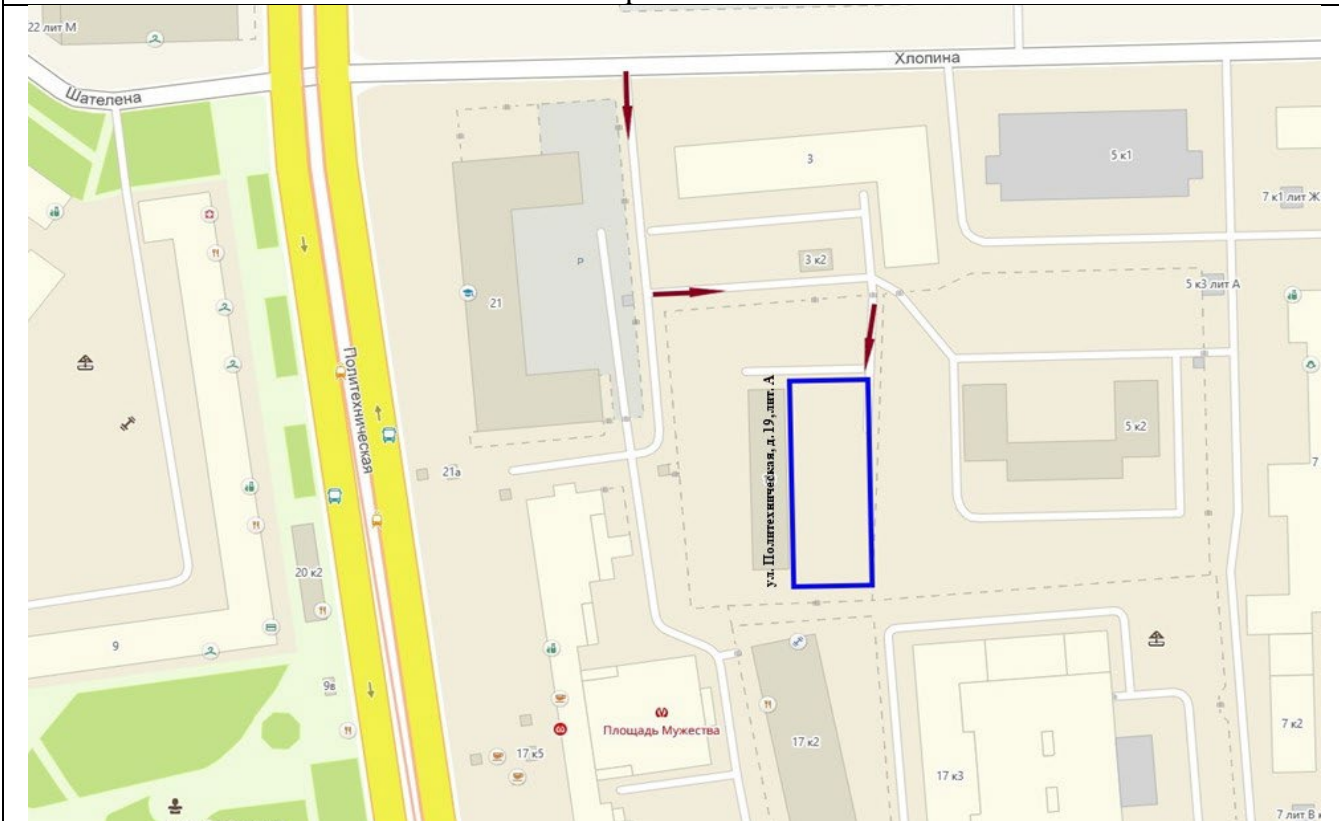 22 лит М
Шателена
Хлопина
3
5 к1
7 к1 лит Ж
3 к2
5 к3 лит А
P
21
Политехническая
ул. Политехническая, д. 19, лит. А
5 к2
7
21а
20 к2
9
9в
Площадь Мужества
17 к5
17 к2
17 к3
7 к2
7 лит В